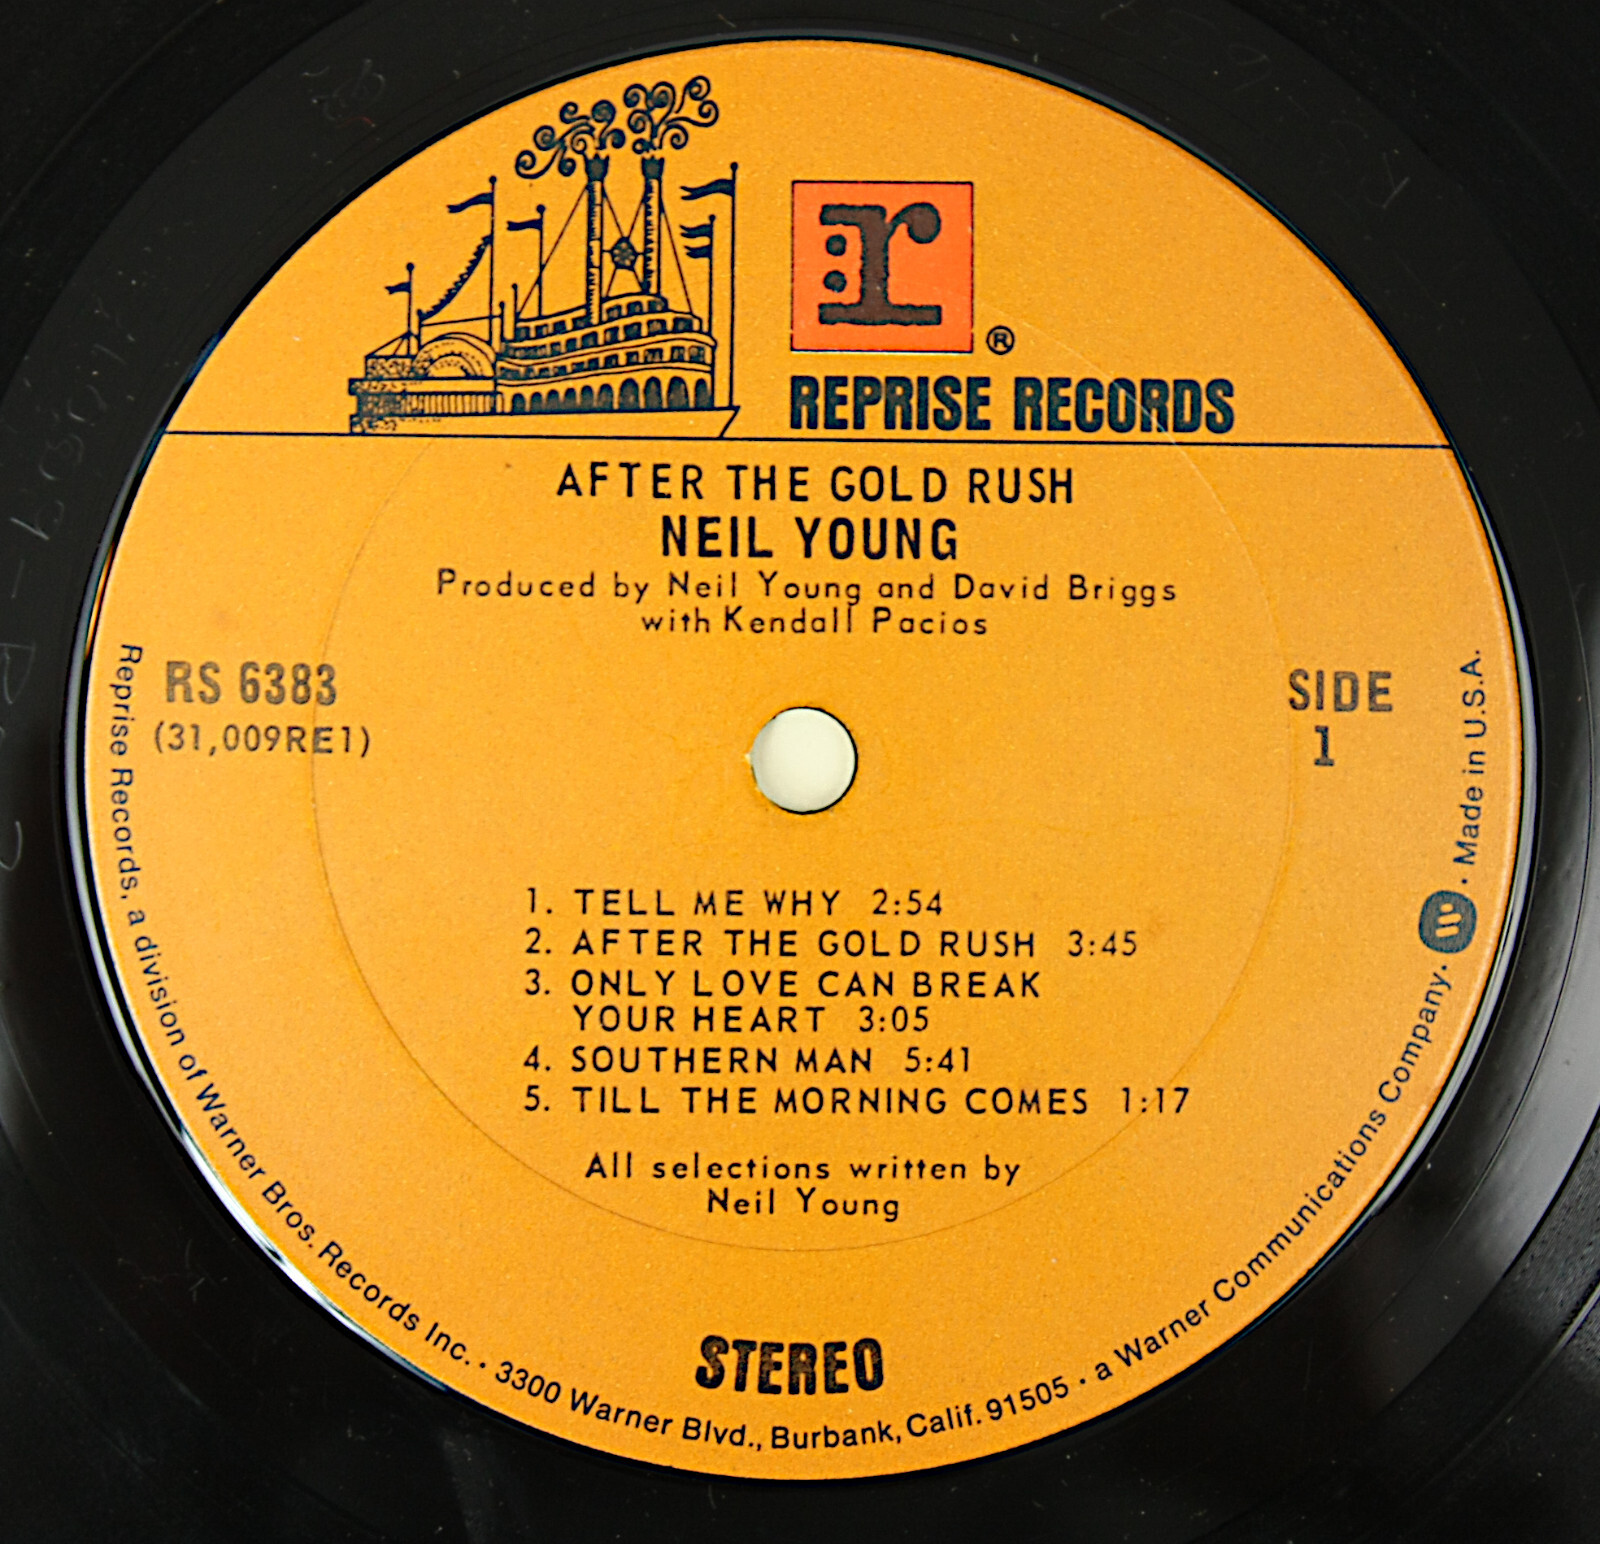 r
®
REPRISE RECORDS
AFTER THE GOLD RUSH
NEIL YOUNG
Produced by Neil Young and David Briggs
with Kendall Pacios
RS 6383
(31,009RE1)
SIDE
1
1. TELL ME WHY 2:54
2. AFTER THE GOLD RUSH 3:45
3. ONLY LOVE CAN BREAK
YOUR HEART 3:05
4. SOUTHERN MAN 5:41
5. TILL THE MORNING COMES 1:17
All selections written by
Neil Young
STEREO
Reprise Records, a division of Warner Bros. Records Inc. · 3300 Warner Blvd., Burbank, Calif. 91505 · a Warner Communications Company · W · Made in U.S.A.